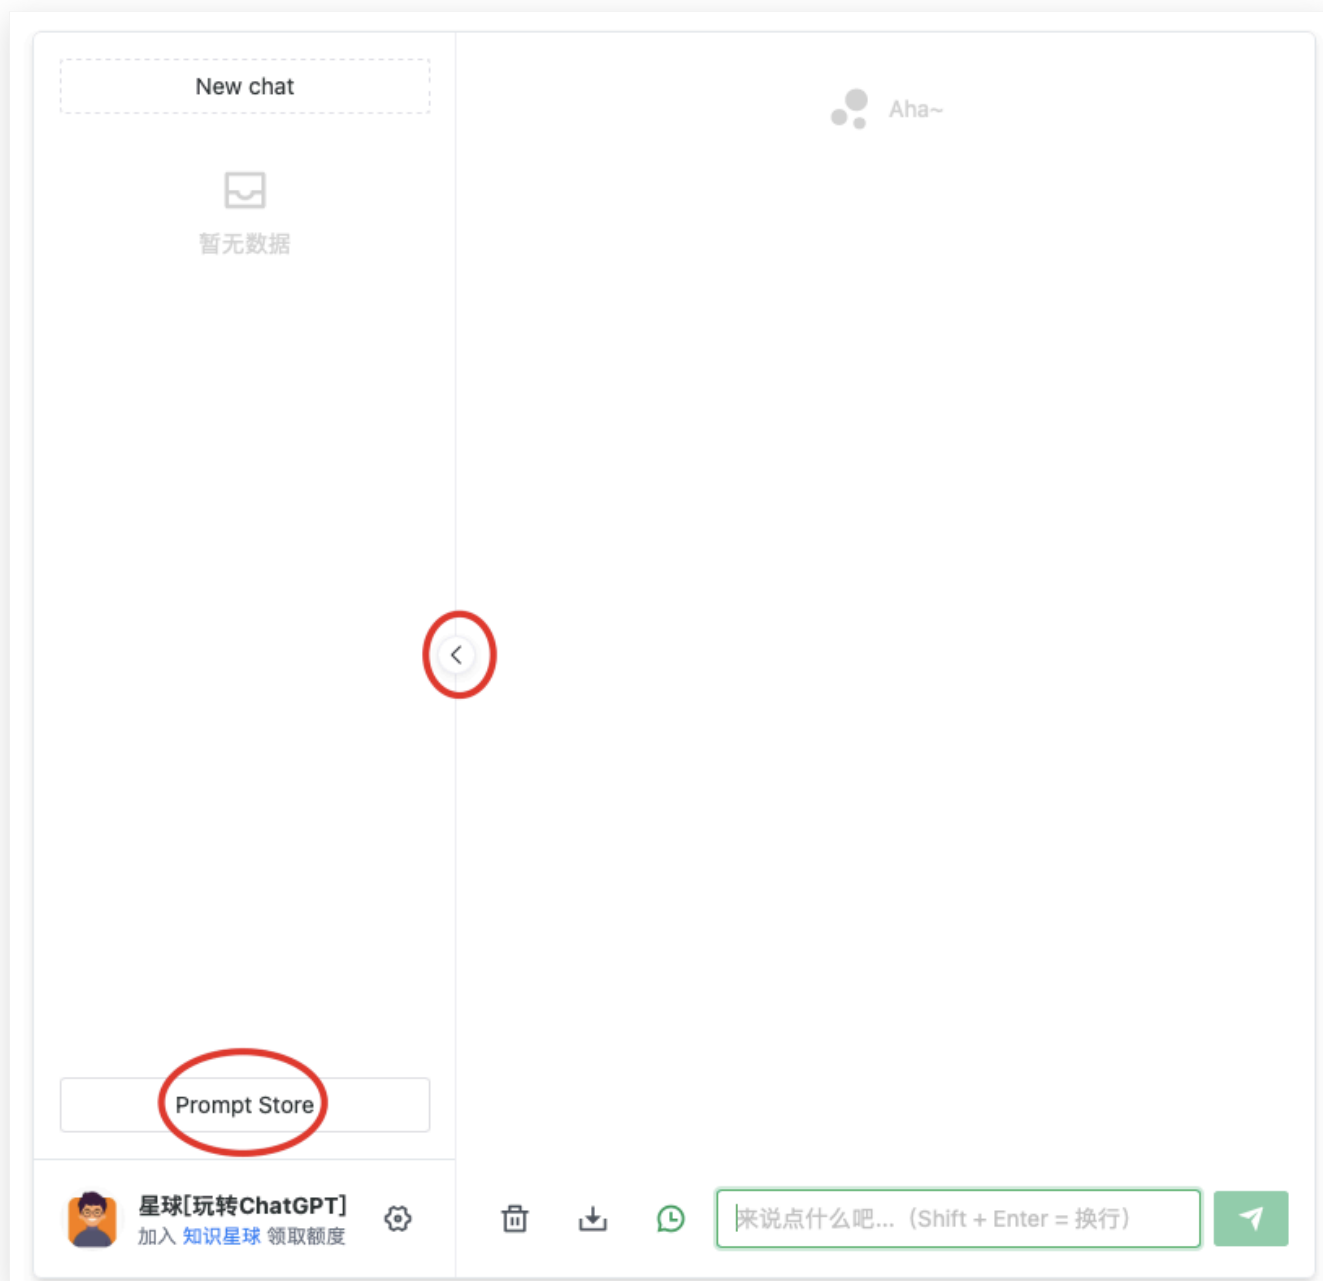 New chat
Aha~
暂无数据
Prompt Store
星球[玩转ChatGPT]
加入 知识星球 领取额度
来说点什么吧...（Shift + Enter = 换行）